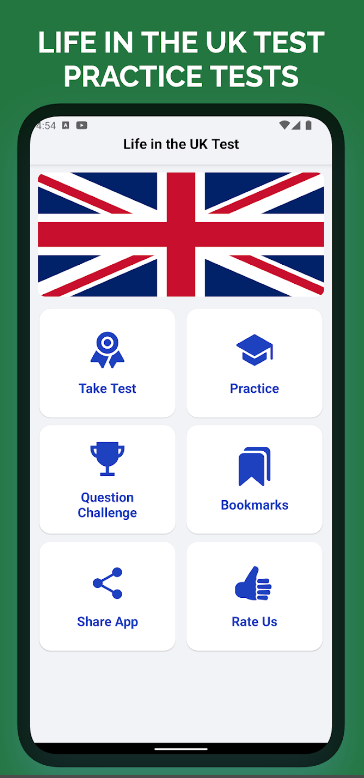 LIFE IN THE UK TEST
PRACTICE TESTS
4:54
Life in the UK Test
Take Test
Practice
Question
Challenge
Bookmarks
Share App
Rate Us